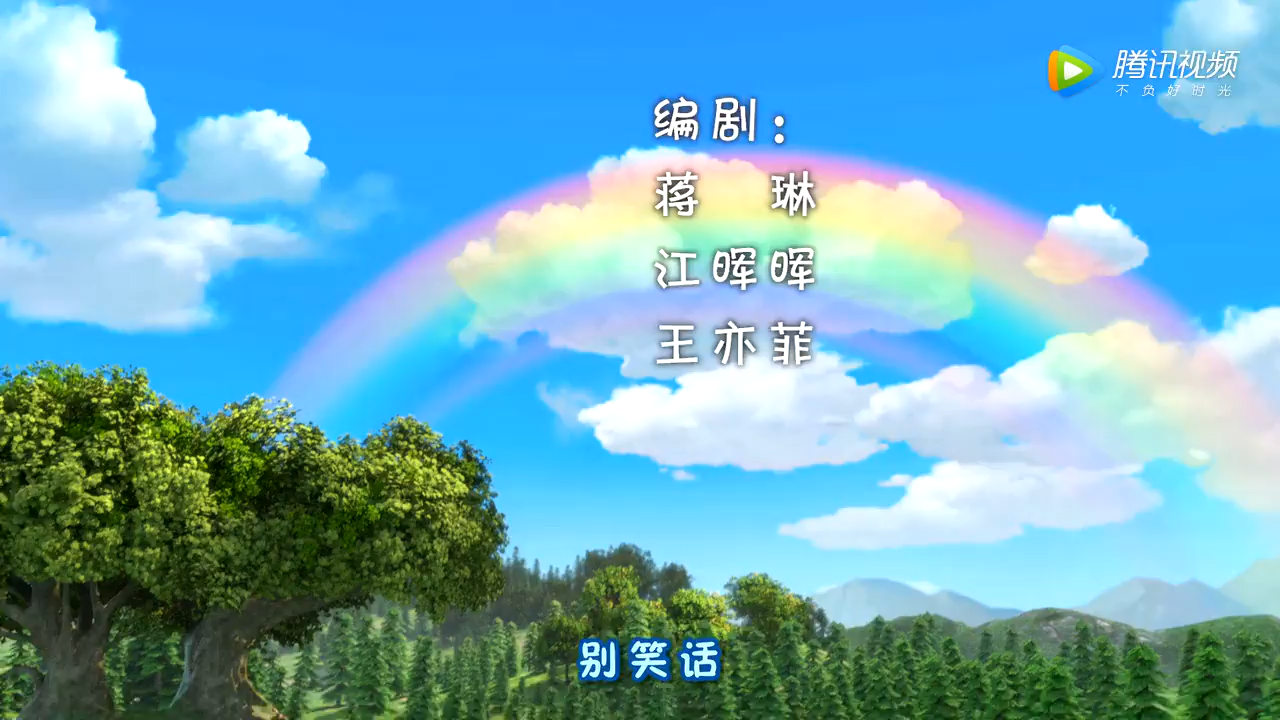 腾讯视频
不负好时光
编剧：
蒋琳
江晖晖
王亦菲
别笑话